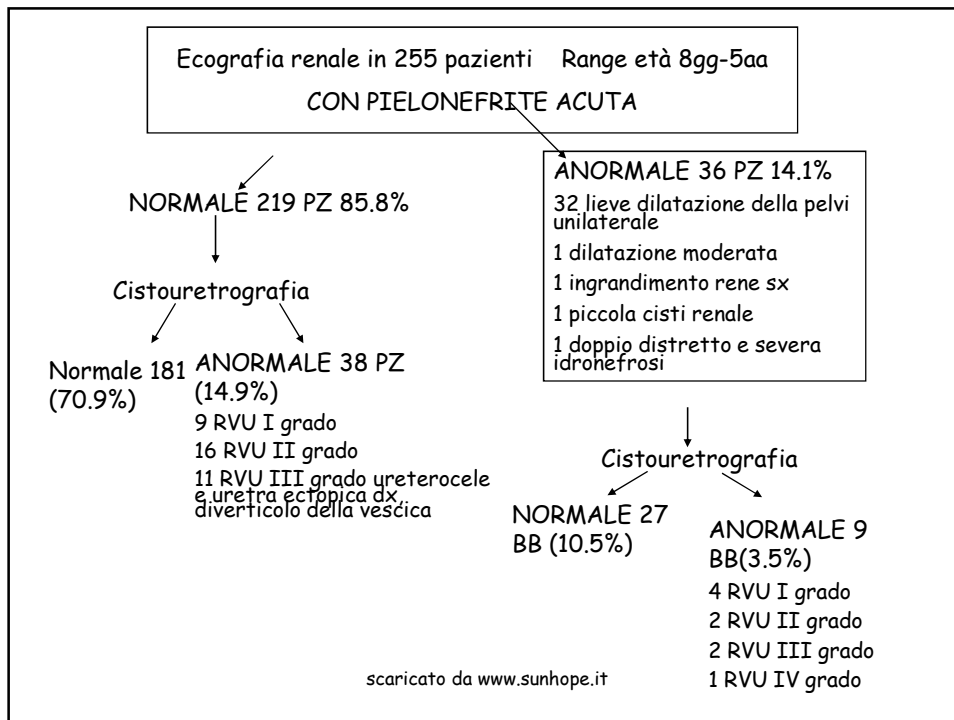 Ecografia renale in 255 pazienti Range età 8gg-5aa
CON PIELONEFRITE ACUTA
NORMALE 219 PZ 85.8%
Cistouretrografia
Normale 181
(70.9%)
ANORMALE 38 PZ
(14.9%)
9 RVU I grado
16 RVU II grado
11 RVU III grado ureterocele
e uretra ectopica dx,
diverticolo della vescica
ANORMALE 36 PZ 14.1%
32 lieve dilatazione della pelvi
unilaterale
1 dilatazione moderata
1 ingrandimento rene sx
1 piccola cisti renale
1 doppio distretto e severa
idronefrosi
Cistouretrografia
NORMALE 27
BB (10.5%)
ANORMALE 9
BB(3.5%)
4 RVU I grado
2 RVU II grado
2 RVU III grado
1 RVU IV grado
scaricato da www.sunhope.it